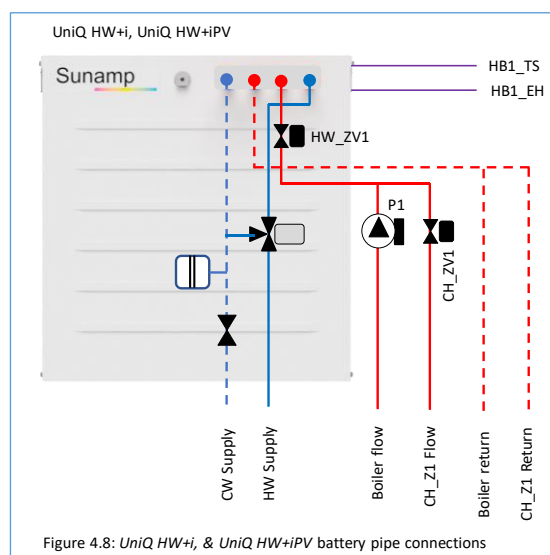 UniQ HW+i, UniQ HW+iPV
Sunamp
HB1_TS
HB1_EH
HW_ZV1
P1
CH_ZV1
CW Supply
HW Supply
Boiler flow
CH_Z1 Flow
Boiler return
CH_Z1 Return
Figure 4.8: UniQ HW+i, & UniQ HW+iPV battery pipe connections